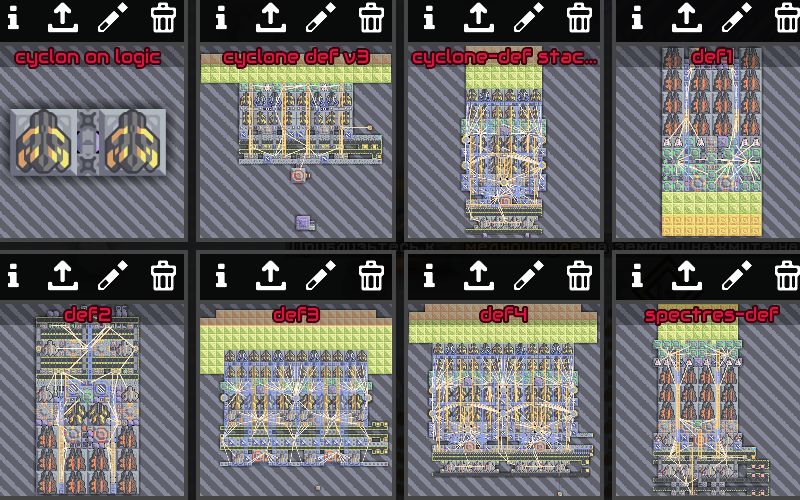 cyclon on logic
cyclone def v3
cyclone-def stac...
def1
def2
def3
def4
spectres-def